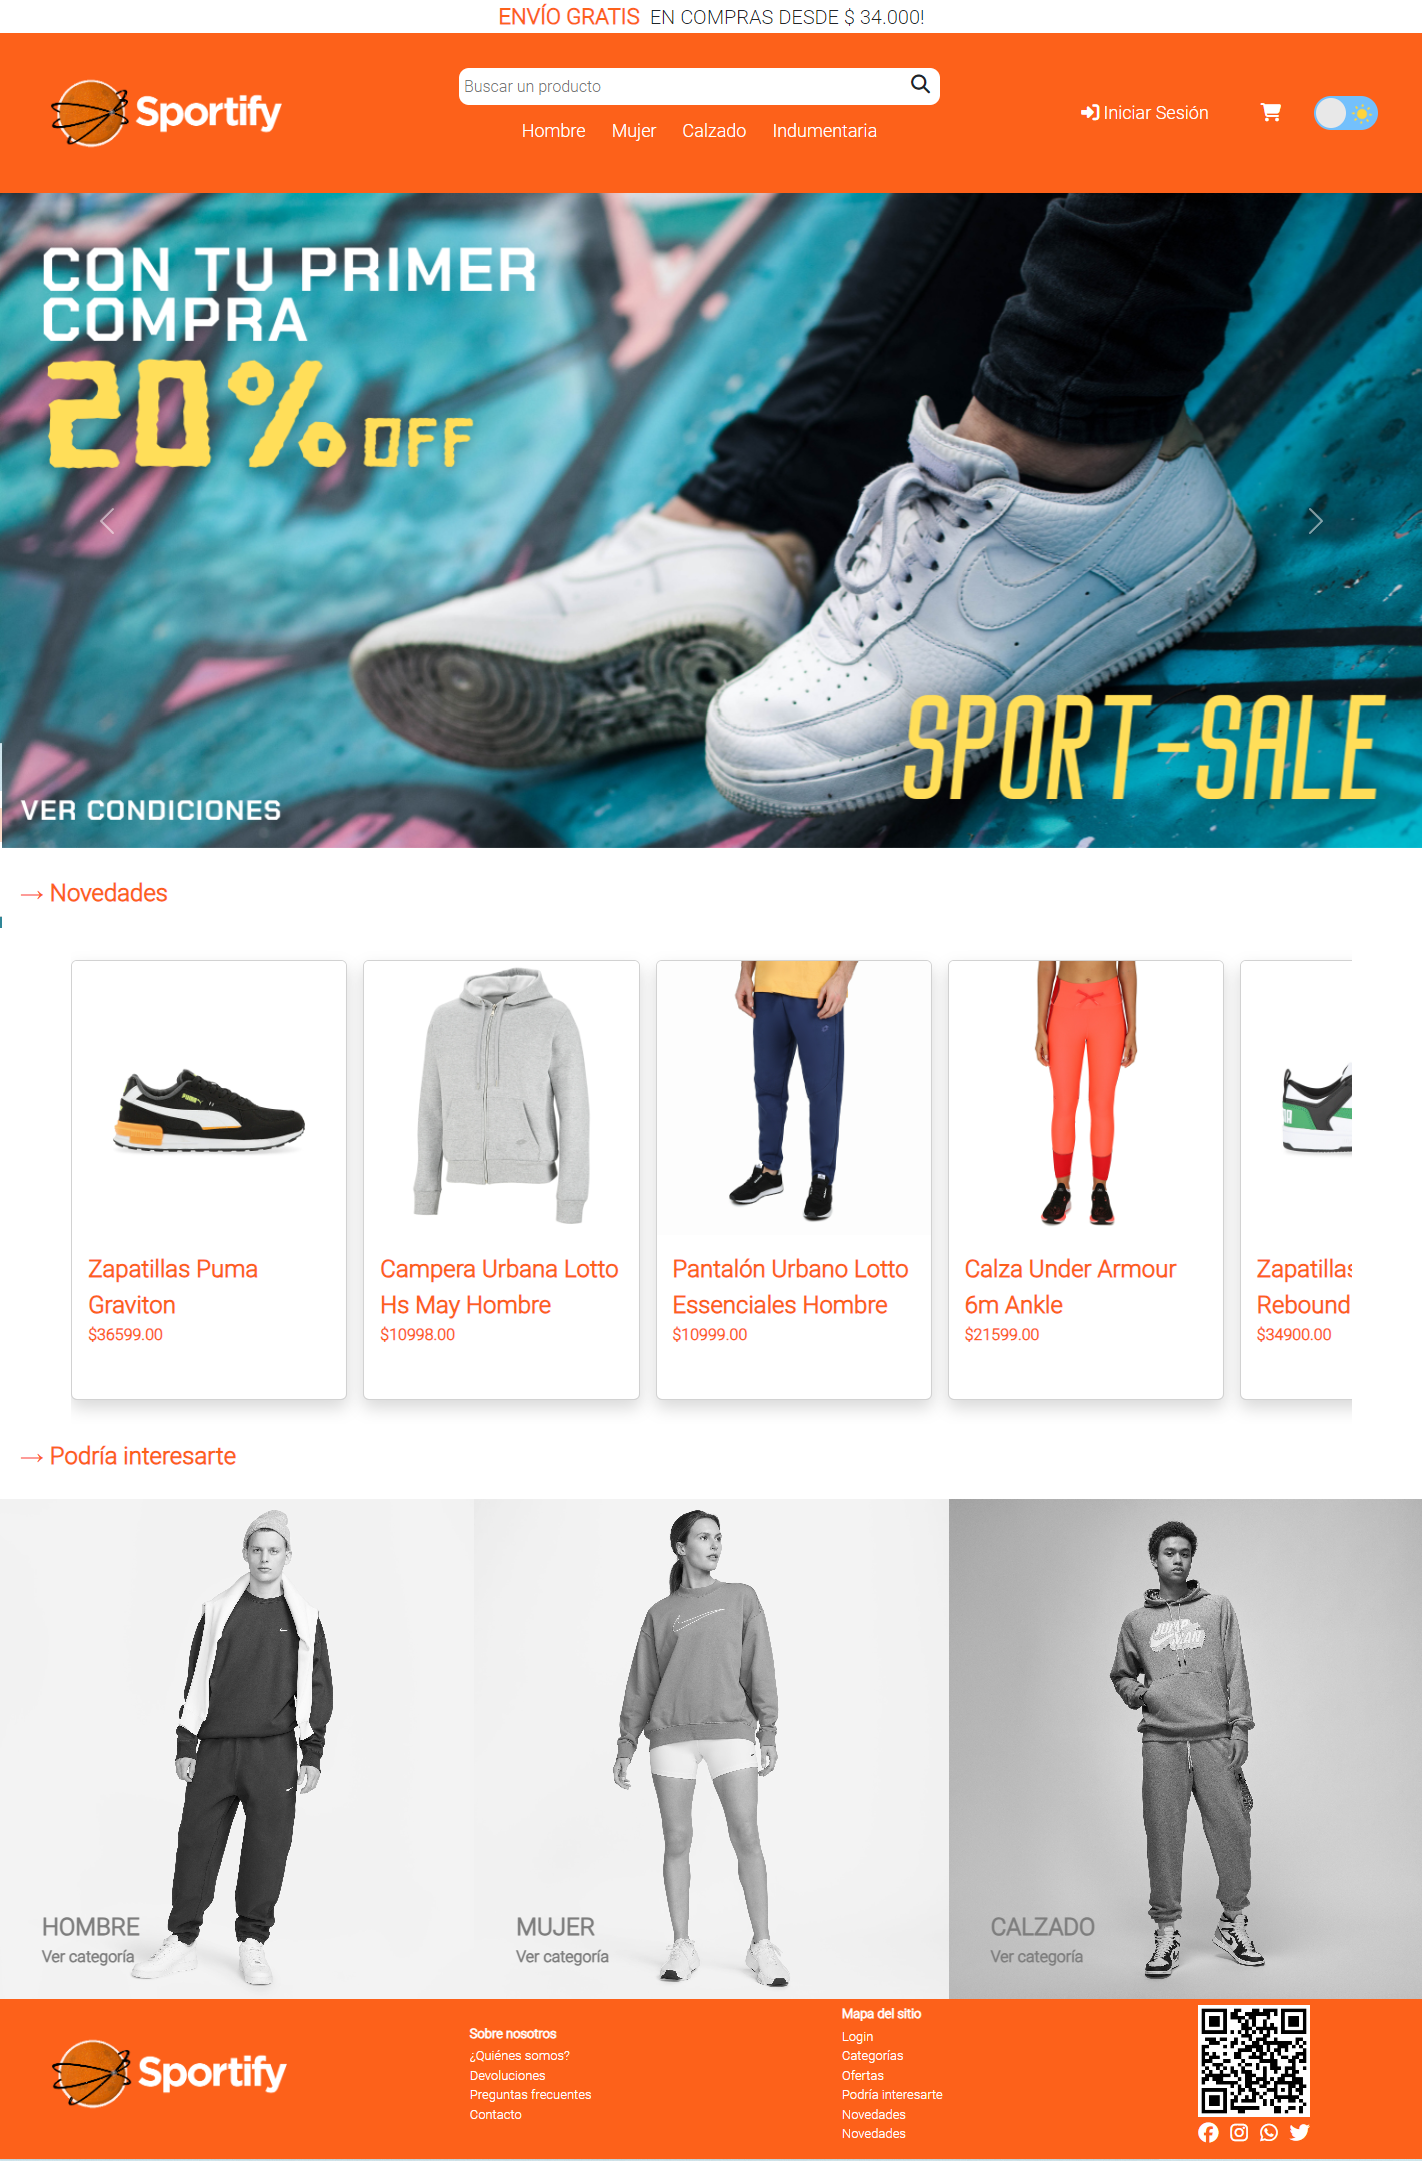 ENVÍO GRATIS EN COMPRAS DESDE $ 34.000!
Sportify
Buscar un producto
Hombre Mujer Calzado Indumentaria
Iniciar Sesión
CON TU PRIMER
COMPRA
20% OFF
SPORT-SALE
VER CONDICIONES
→ Novedades
Zapatillas Puma
Graviton
$36599.00
Campera Urbana Lotto
Hs May Hombre
$10998.00
Pantalón Urbano Lotto
Essenciales Hombre
$10999.00
Calza Under Armour
6m Ankle
$21599.00
Zapatillas
Rebound
$34900.00
→ Podría interesarte
JUMP
MAN
HOMBRE
Ver categoría
MUJER
Ver categoría
CALZADO
Ver categoría
Sportify
Sobre nosotros
¿Quiénes somos?
Devoluciones
Preguntas frecuentes
Contacto
Mapa del sitio
Login
Categorías
Ofertas
Podría interesarte
Novedades
Novedades